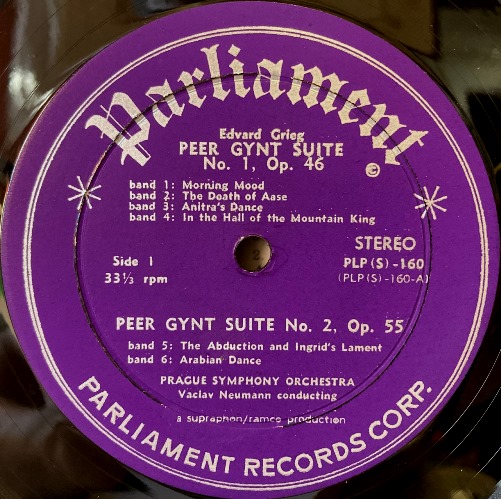 Parliament
©
Edvard Grieg
PEER GYNT SUITE
No. 1, Op. 46
band 1: Morning Mood
band 2: The Death of Aase
band 3: Anitra's Dance
band 4: In the Hall of the Mountain King
STEREO
Side 1 PLP (S) -160
33⅓ rpm (PLP (S) -160-A)
2
PEER GYNT SUITE No. 2, Op. 55
band 5: The Abduction and Ingrid's Lament
band 6: Arabian Dance
PRAGUE SYMPHONY ORCHESTRA
Vaclav Neumann conducting
a supraphon/ramce production
PARLIAMENT RECORDS CORP.